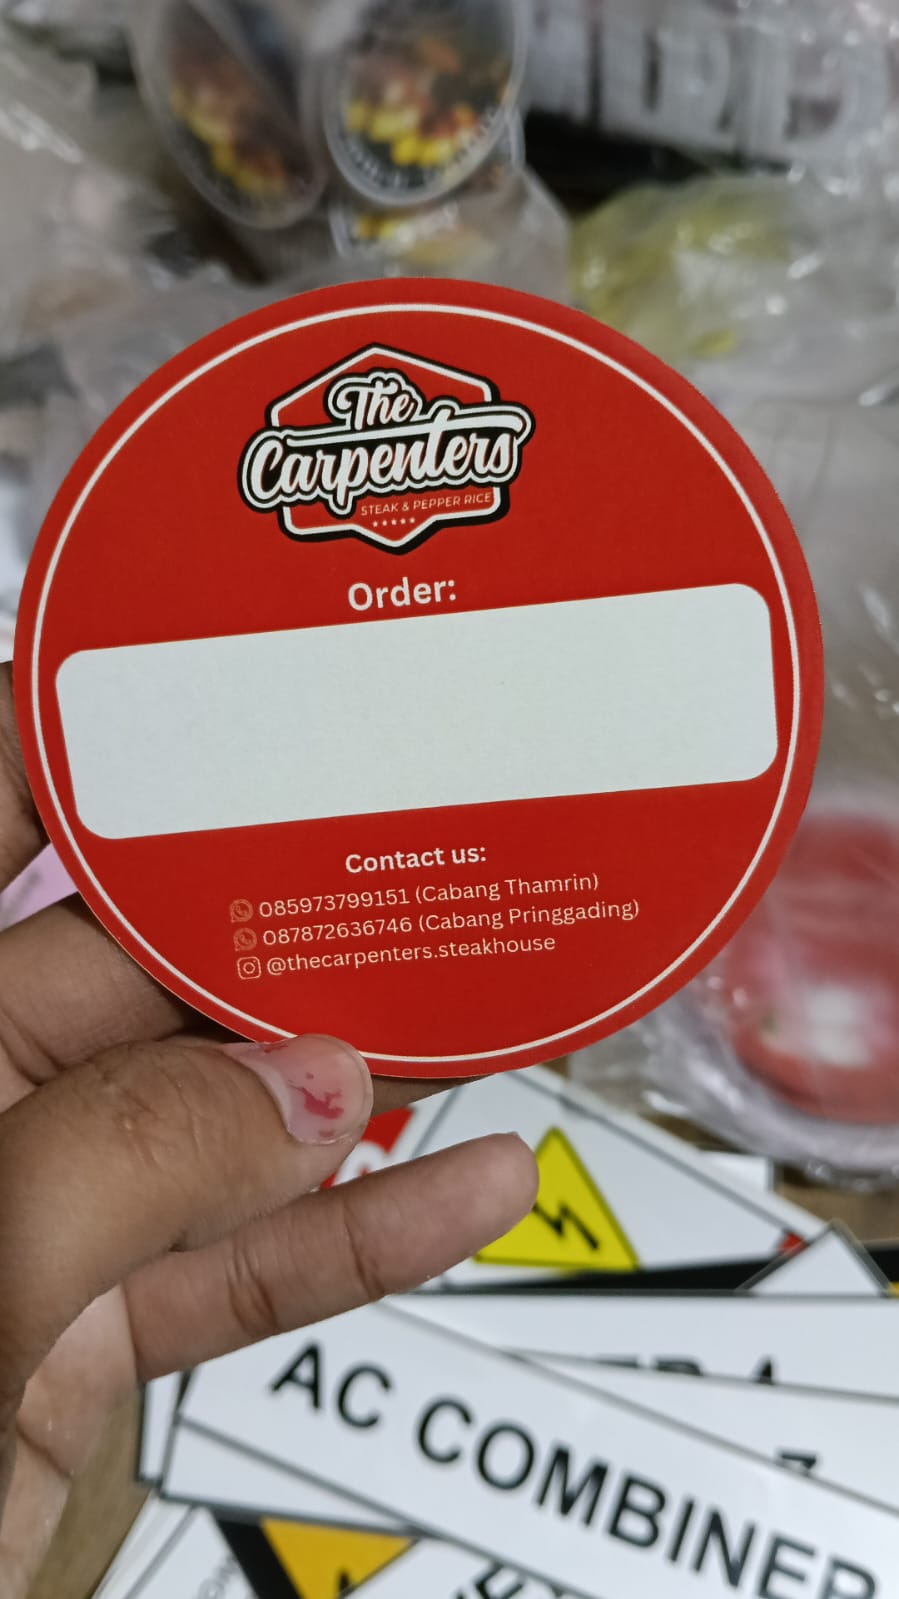 The
Carpenters
STEAK & PEPPER RICE
Order:
Contact us:
085973799151 (Cabang Thamrin)
087872636746 (Cabang Pringgading)
@thecarpenters.steakhouse
AC COMBINER